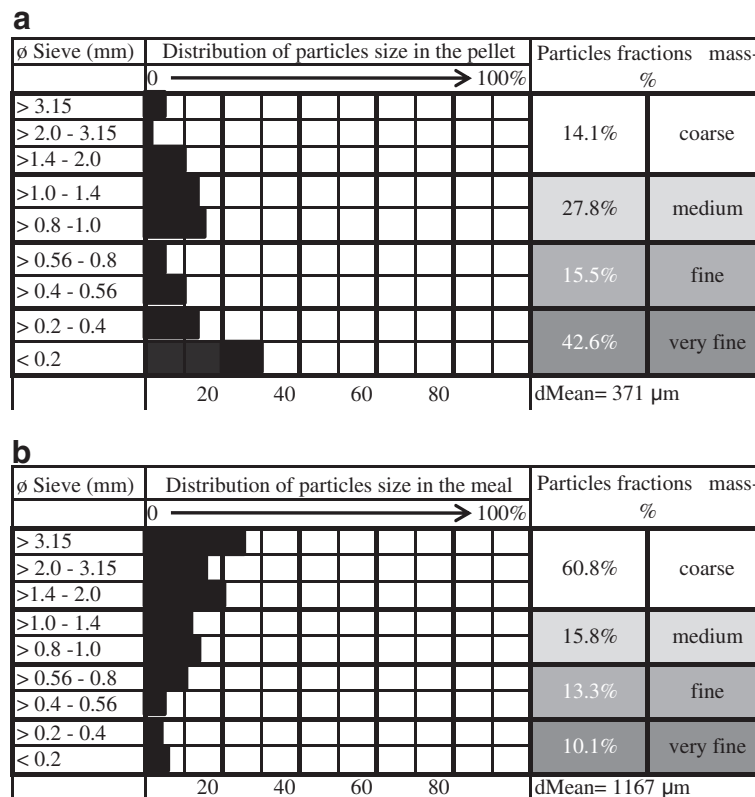 a
ø Sieve (mm) Distribution of particles size in the pellet Particles fractions mass-
%
0 100%
> 3.15
> 2.0 - 3.15 14.1% coarse
>1.4 - 2.0
>1.0 - 1.4
27.8% medium
> 0.8 -1.0
> 0.56 - 0.8
15.5% fine
> 0.4 - 0.56
> 0.2 - 0.4
42.6% very fine
< 0.2
20 40 60 80 dMean= 371 µm
b
ø Sieve (mm) Distribution of particles size in the meal Particles fractions mass-
%
0 100%
> 3.15
> 2.0 - 3.15 60.8% coarse
>1.4 - 2.0
>1.0 - 1.4
15.8% medium
> 0.8 -1.0
> 0.56 - 0.8
13.3% fine
> 0.4 - 0.56
> 0.2 - 0.4
10.1% very fine
< 0.2
20 40 60 80 dMean= 1167 µm